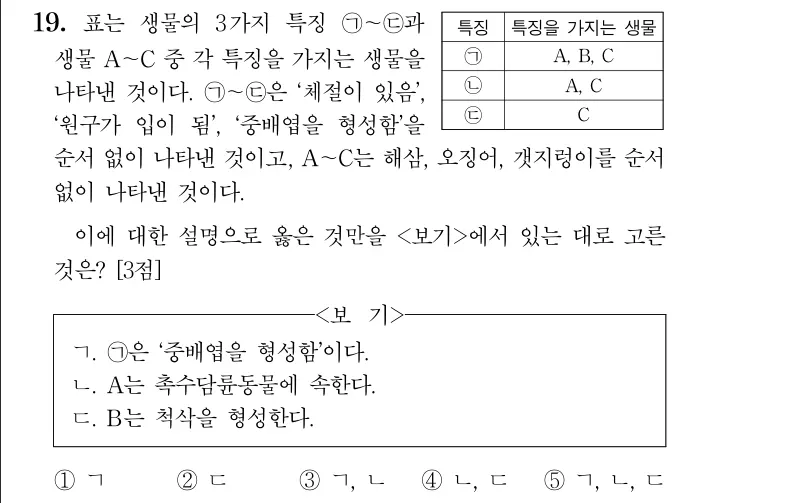 19. 표는 생물의 3가지 특징 ㉠~㉢과
생물 A~C 중 각 특징을 가지는 생물을
나타낸 것이다. ㉠~㉢은 ‘체절이 있음’,
‘원구가 입이 됨’, ‘중배엽을 형성함’을
순서 없이 나타낸 것이고, A~C는 해삼, 오징어, 갯지렁이를 순서
없이 나타낸 것이다.
특징 특징을 가지는 생물
㉠ A, B, C
㉡ A, C
㉢ C
이에 대한 설명으로 옳은 것만을 <보기>에서 있는 대로 고른
것은? [3점]
<보 기>
ㄱ. ㉠은 ‘중배엽을 형성함’이다.
ㄴ. A는 촉수담륜동물에 속한다.
ㄷ. B는 척삭을 형성한다.
① ㄱ ② ㄷ ③ ㄱ, ㄴ ④ ㄴ, ㄷ ⑤ ㄱ, ㄴ, ㄷ